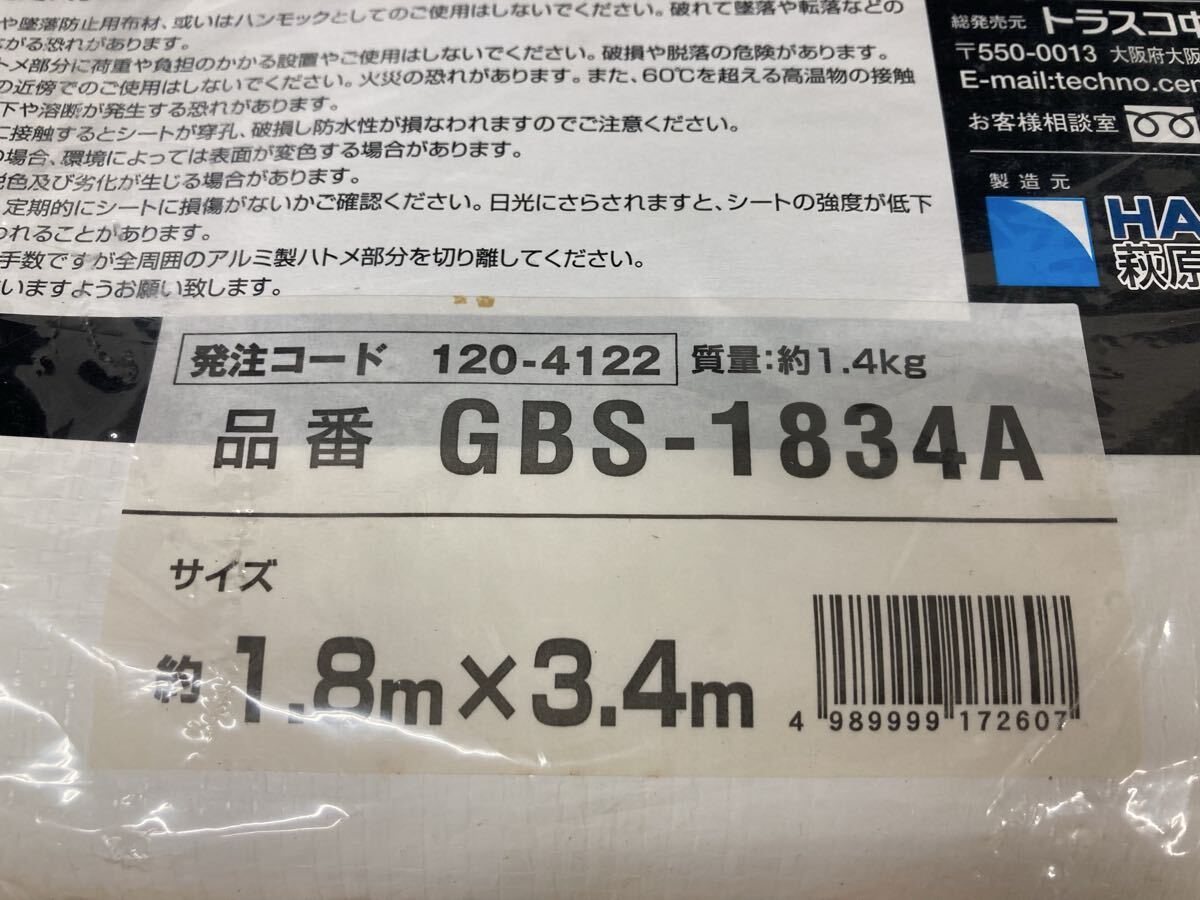 や墜落防止用布材、或いはハンモックとしてのご使用はしないでください。破れて墜落や転落などの
がる恐れがあります。
トメ部分に荷重や負担のかかる設置やご使用はしないでください。破損や脱落の危険があります。
の近傍でのご使用はしないでください。火災の恐れがあります。また、60℃を超える高温物の接触
下や溶断が発生する恐れがあります。
に接触するとシートが穿孔、破損し防水性が損なわれますのでご注意ください。
の場合、環境によっては表面が変色する場合があります。
脱色及び劣化が生じる場合があります。
定期的にシートに損傷がないかご確認ください。日光にさらされますと、シートの強度が低下
われることがあります。
手数ですが全周囲のアルミ製ハトメ部分を切り離してください。
いますようお願い致します。
総発売元 トラスコ中
〒550-0013 大阪府大阪
E-mail:techno.cen
お客様相談室
製造元
HA
萩原
発注コード 120-4122 質量:約1.4kg
品番 GBS-1834A
サイズ
約1.8m×3.4m
4 989999 172607